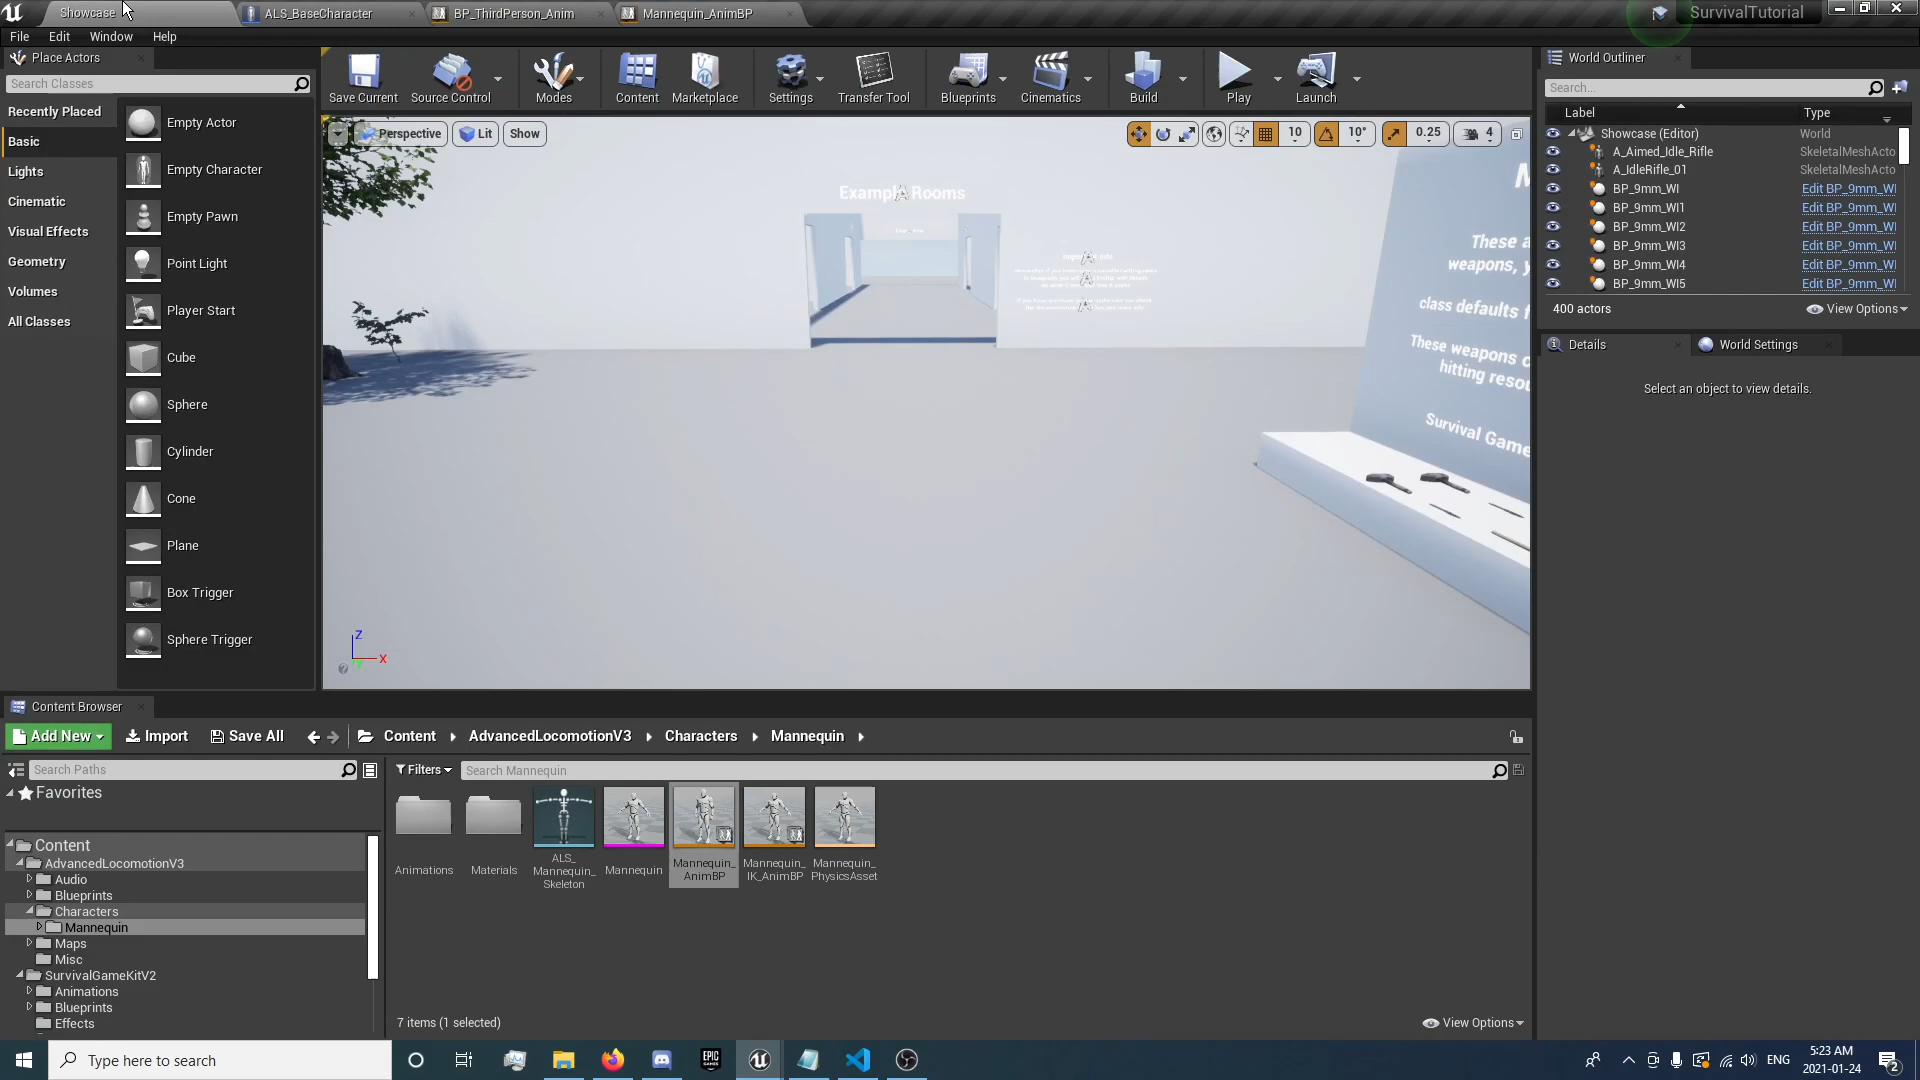 Showcase
ALS_BaseCharacter
BP_ThirdPerson_Anim
Mannequin_AnimBP
SurvivalTutorial
File
Edit
Window
Help
Place Actors
Search Classes
Recently Placed
Basic
Lights
Cinematic
Visual Effects
Geometry
Volumes
All Classes
Empty Actor
Empty Character
Empty Pawn
Point Light
Player Start
Cube
Sphere
Cylinder
Cone
Plane
Box Trigger
Sphere Trigger
Save Current
Source Control
Modes
Content
Marketplace
Settings
Transfer Tool
Blueprints
Cinematics
Build
Play
Launch
Perspective
Lit
Show
10
10°
0.25
4
Example Rooms
These a
weapons, y
class defaults f
These weapons c
hitting resou
Survival Game
Z
X
World Outliner
Search...
Label
Type
Showcase (Editor)
World
A_Aimed_Idle_Rifle
SkeletalMeshActo
A_IdleRifle_01
SkeletalMeshActo
BP_9mm_WI
Edit BP_9mm_WI
BP_9mm_WI1
Edit BP_9mm_WI
BP_9mm_WI2
Edit BP_9mm_WI
BP_9mm_WI3
Edit BP_9mm_WI
BP_9mm_WI4
Edit BP_9mm_WI
BP_9mm_WI5
Edit BP_9mm_WI
400 actors
View Options
Details
World Settings
Select an object to view details.
Content Browser
Add New
Import
Save All
Content
AdvancedLocomotionV3
Characters
Mannequin
Search Paths
Filters
Search Mannequin
Favorites
Content
AdvancedLocomotionV3
Audio
Blueprints
Characters
Mannequin
Maps
Misc
SurvivalGameKitV2
Animations
Blueprints
Effects
Animations
Materials
ALS_
Mannequin_
Skeleton
Mannequin
Mannequin_
AnimBP
Mannequin_
IK_AnimBP
Mannequin_
PhysicsAsset
7 items (1 selected)
View Options
Type here to search
EPIC
GAMES
ENG
5:23 AM
2021-01-24
2